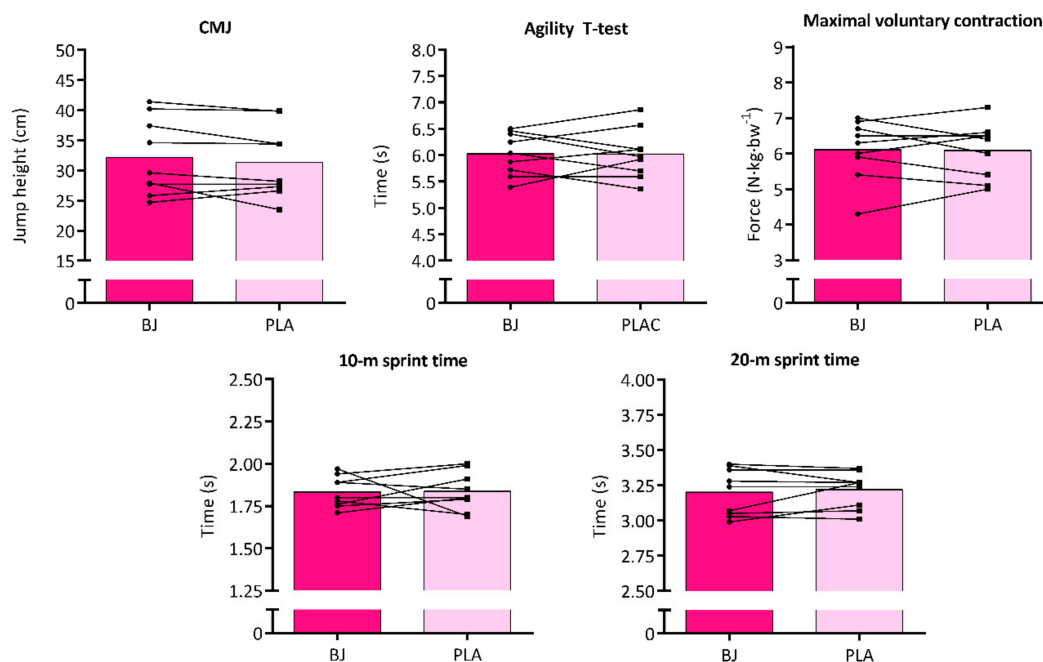 CMJ
Jump height (cm)
50
45
40
35
30
25
20
15
0
BJ PLA
Agility T-test
Time (s)
8.0
7.5
7.0
6.5
6.0
5.5
5.0
4.5
4.0
0
BJ PLAC
Maximal voluntary contraction
Force (N·kg·bw⁻¹)
9
8
7
6
5
4
3
0
BJ PLA
10-m sprint time
Time (s)
2.50
2.25
2.00
1.75
1.50
1.25
0
BJ PLA
20-m sprint time
Time (s)
4.00
3.75
3.50
3.25
3.00
2.75
2.50
0
BJ PLA